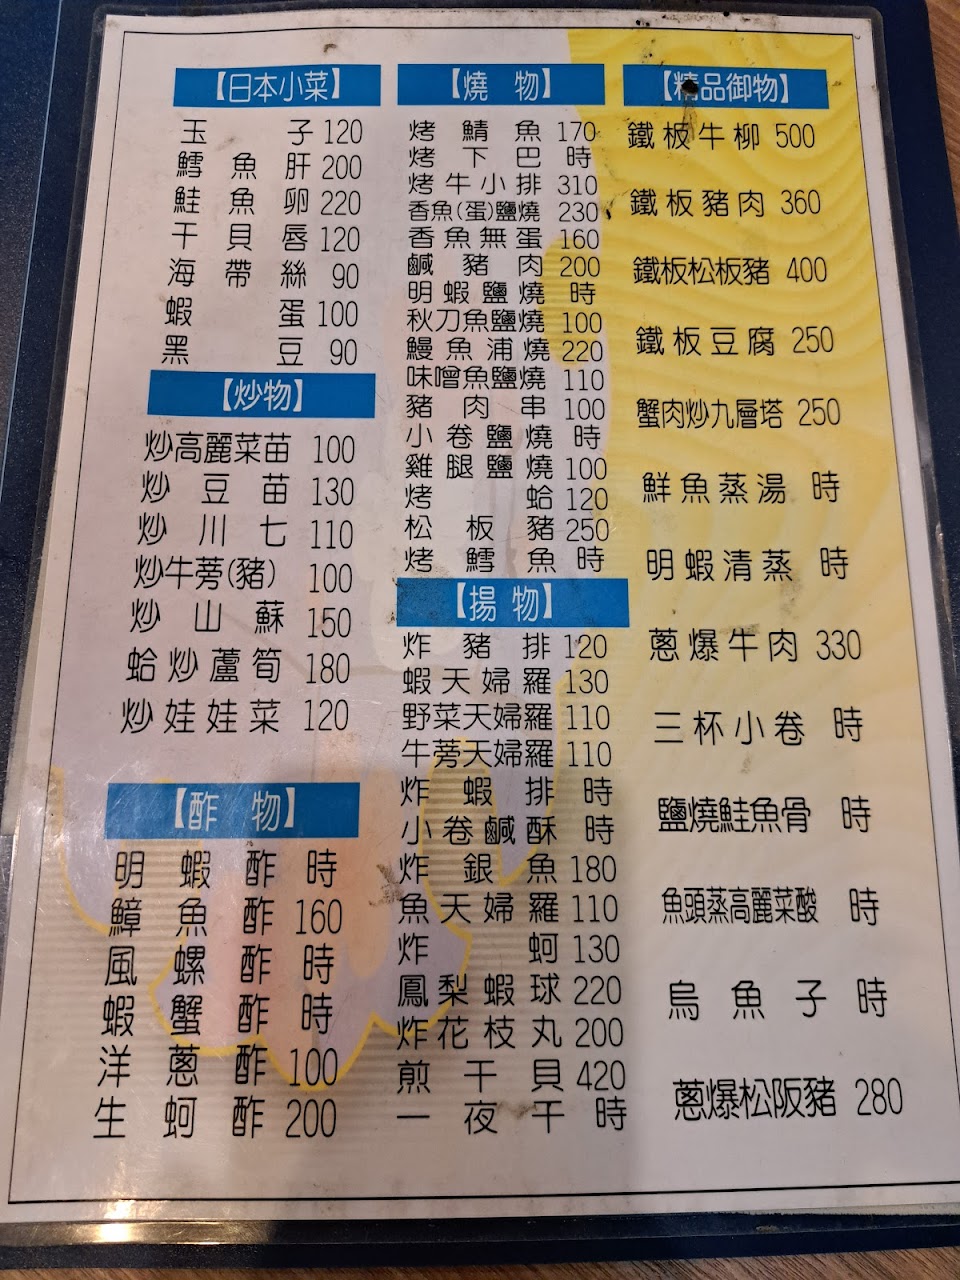 【日本小菜】
玉子 120
鱈魚肝 200
鮭魚卵 220
干貝唇 120
海帶絲 90
蝦蛋 100
黑豆 90
【炒物】
炒高麗菜苗 100
炒豆苗 130
炒川七 110
炒牛蒡(豬) 100
炒山蘇 150
蛤炒蘆筍 180
炒娃娃菜 120
【酢物】
明蝦酢 時
鱆魚酢 160
風螺酢 時
蝦蟹酢 時
洋蔥酢 100
生蚵酢 200
【燒物】
烤鯖魚 170
烤下巴 時
烤牛小排 310
香魚(蛋)鹽燒 230
香魚無蛋 160
鹹豬肉 200
明蝦鹽燒 時
秋刀魚鹽燒 100
鰻魚浦燒 220
味噌魚鹽燒 110
豬肉串 100
小卷鹽燒 時
雞腿鹽燒 100
烤蛤 120
松板豬 250
烤鱈魚 時
【揚物】
炸豬排 120
蝦天婦羅 130
野菜天婦羅 110
牛蒡天婦羅 110
炸蝦排 時
小卷鹹酥 時
炸銀魚 180
魚天婦羅 110
炸蚵 130
鳳梨蝦球 220
炸花枝丸 200
煎干貝 420
一夜干 時
【精品御物】
鐵板牛柳 500
鐵板豬肉 360
鐵板松板豬 400
鐵板豆腐 250
蟹肉炒九層塔 250
鮮魚蒸湯 時
明蝦清蒸 時
蔥爆牛肉 330
三杯小卷 時
鹽燒鮭魚骨 時
魚頭蒸高麗菜酸 時
烏魚子 時
蔥爆松阪豬 280